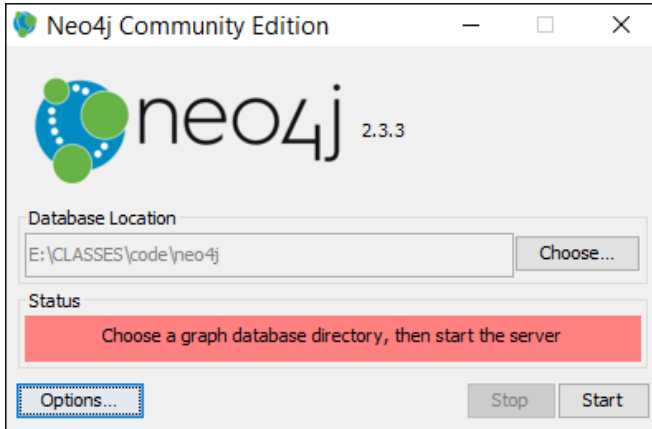 Neo4j Community Edition
neo4j 2.3.3
Database Location
E:\CLASSES\code\neo4j
Choose...
Status
Choose a graph database directory, then start the server
Options...
Stop
Start